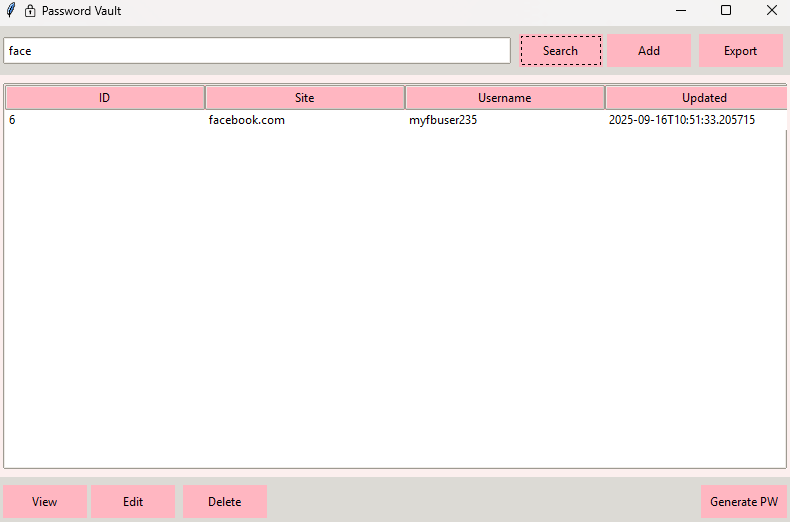 Password Vault
face Search Add Export
ID Site Username Updated
6 facebook.com myfbuser235 2025-09-16T10:51:33.205715
View Edit Delete Generate PW